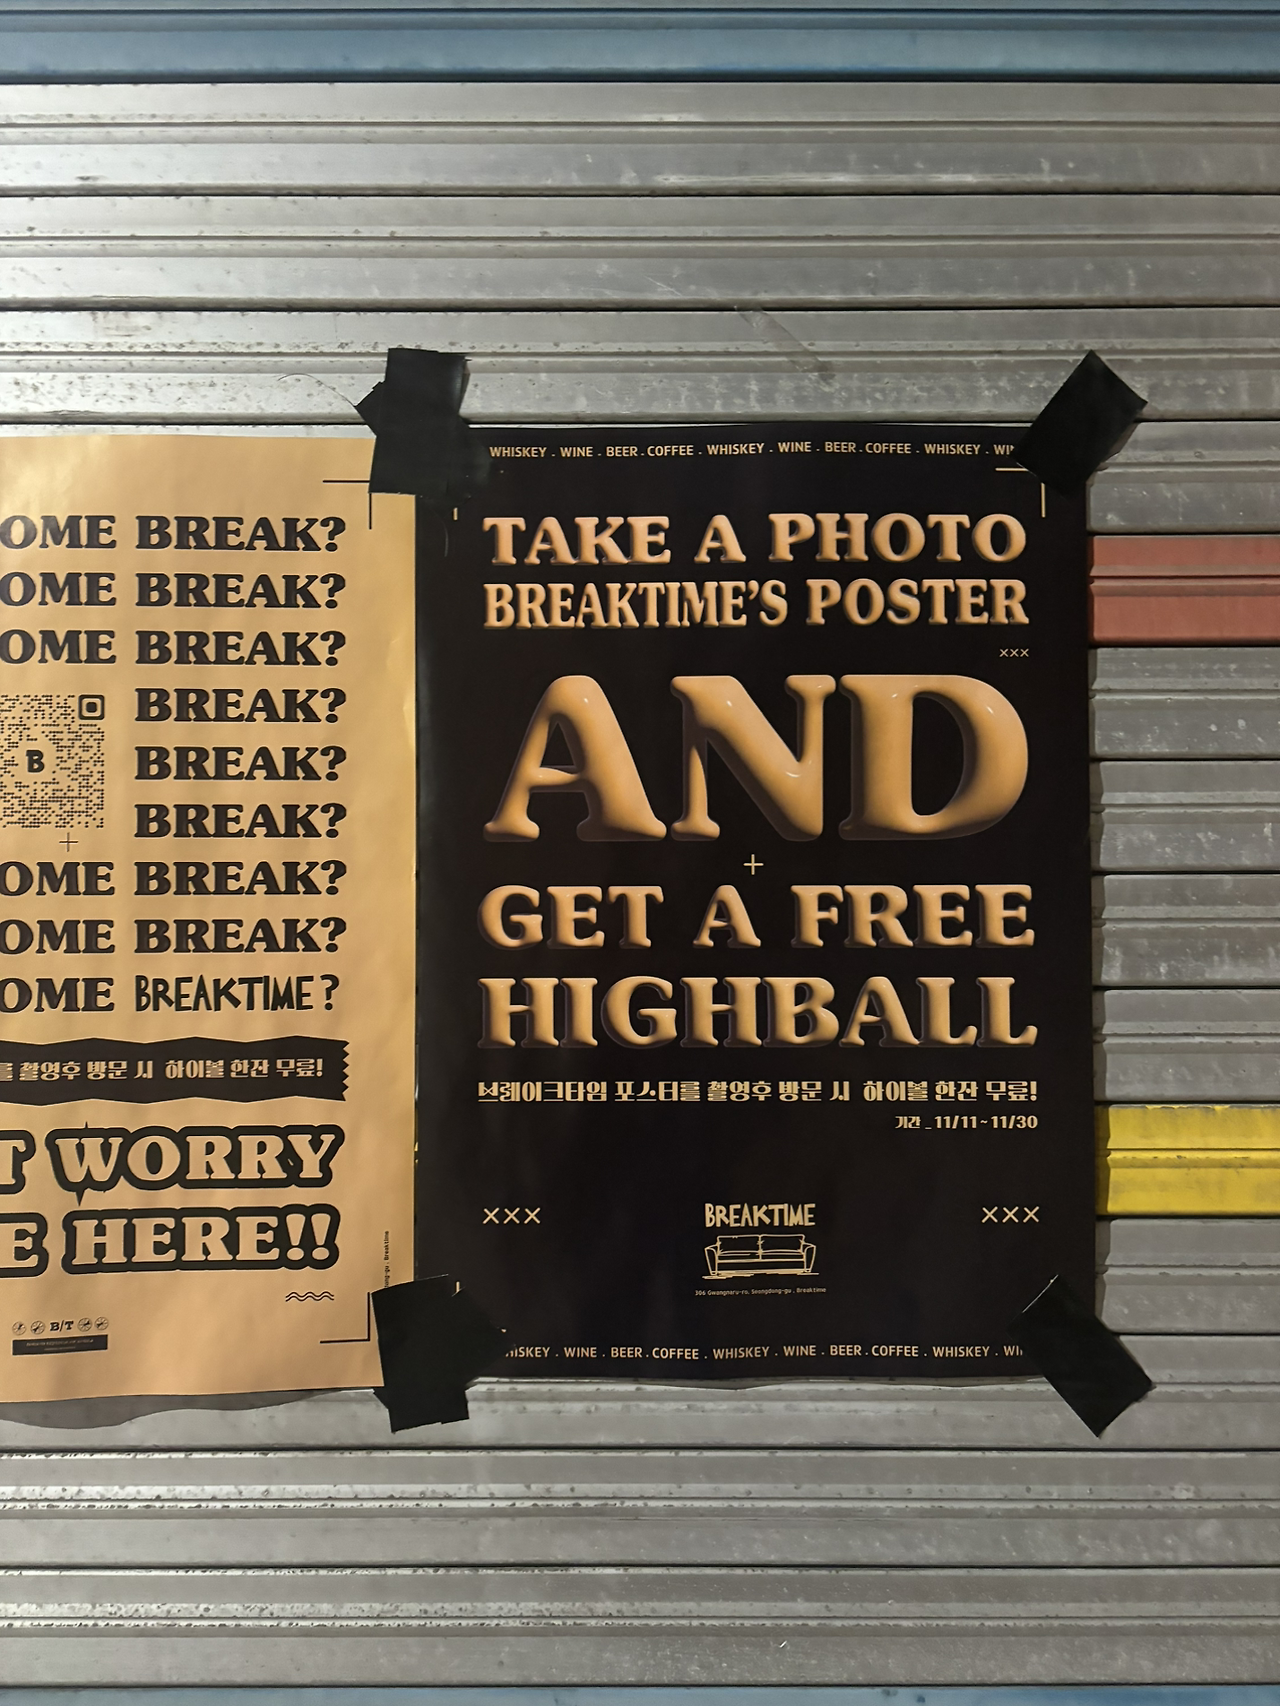 OME BREAK?
OME BREAK?
OME BREAK?
BREAK?
B
BREAK?
BREAK?
OME BREAK?
OME BREAK?
OME BREAKTIME?
를 촬영후 방문 시 하이볼 한잔 무료!
T WORRY
E HERE!!
B/T
WHISKEY . WINE . BEER . COFFEE . WHISKEY . WINE . BEER . COFFEE . WHISKEY . WI
TAKE A PHOTO
BREAKTIME'S POSTER
×××
AND
+
GET A FREE
HIGHBALL
브레이크타임 포스터를 촬영후 방문 시 하이볼 한잔 무료!
기간 _ 11/11 ~ 11/30
××× BREAKTIME ×××
306 Gwangnaru-ro, Seongdong-gu , Breaktime
HISKEY . WINE . BEER . COFFEE . WHISKEY . WINE . BEER . COFFEE . WHISKEY . WI